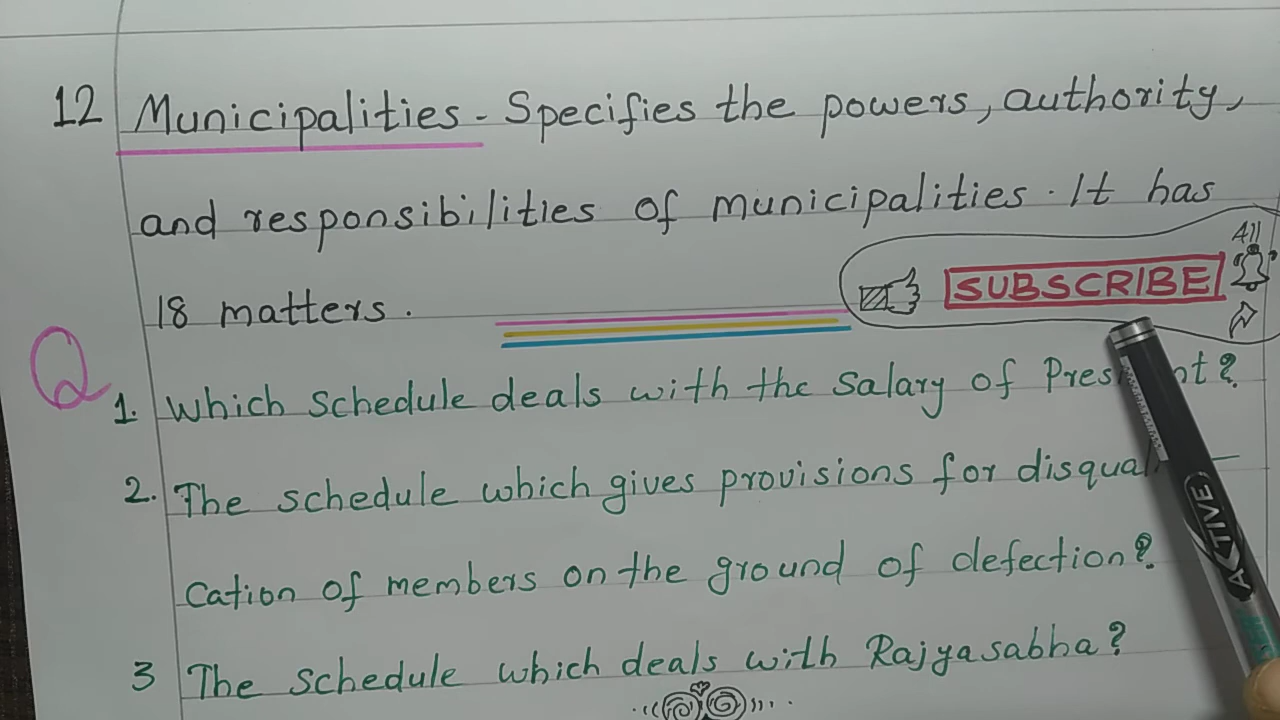 12 Municipalities - Specifies the powers, authority,
and responsibilities of municipalities. It has
18 matters.
All
SUBSCRIBE
Q
1. Which schedule deals with the Salary of
2. The schedule which gives provisions for
cation of members on the ground of defection?
3 The schedule which deals with Rajyasabha?
ACTIVE